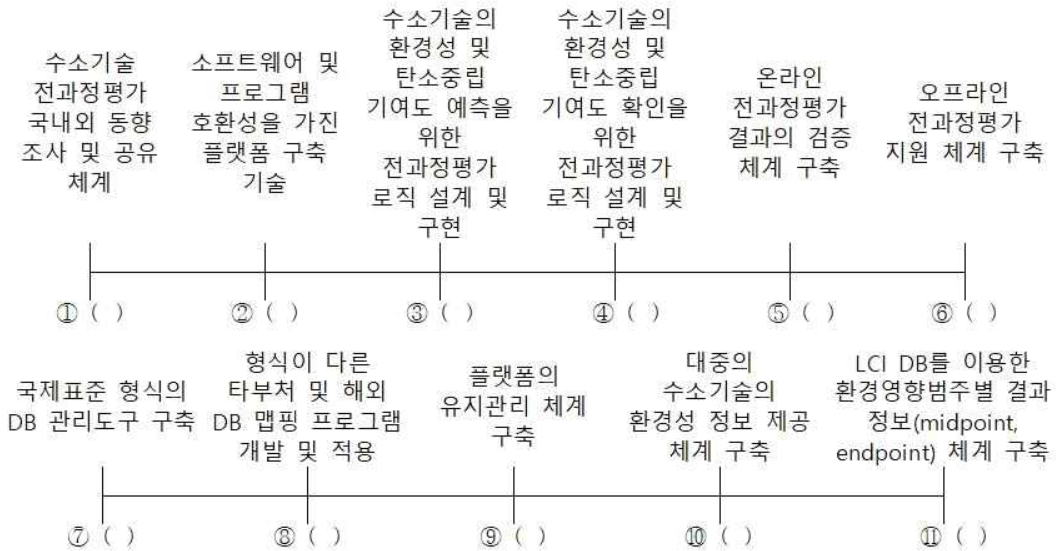 수소기술
전과정평가
국내외 동향
조사 및 공유
체계
소프트웨어 및
프로그램
호환성을 가진
플랫폼 구축
기술
수소기술의
환경성 및
탄소중립
기여도 예측을
위한
전과정평가
로직 설계 및
구현
수소기술의
환경성 및
탄소중립
기여도 확인을
위한
전과정평가
로직 설계 및
구현
온라인
전과정평가
결과의 검증
체계 구축
오프라인
전과정평가
지원 체계 구축
① ( )
② ( )
③ ( )
④ ( )
⑤ ( )
⑥ ( )
국제표준 형식의
DB 관리도구 구축
형식이 다른
타부처 및 해외
DB 맵핑 프로그램
개발 및 적용
플랫폼의
유지관리 체계
구축
대중의
수소기술의
환경성 정보 제공
체계 구축
LCI DB를 이용한
환경영향범주별 결과
정보(midpoint,
endpoint) 체계 구축
⑦ ( )
⑧ ( )
⑨ ( )
⑩ ( )
⑪ ( )